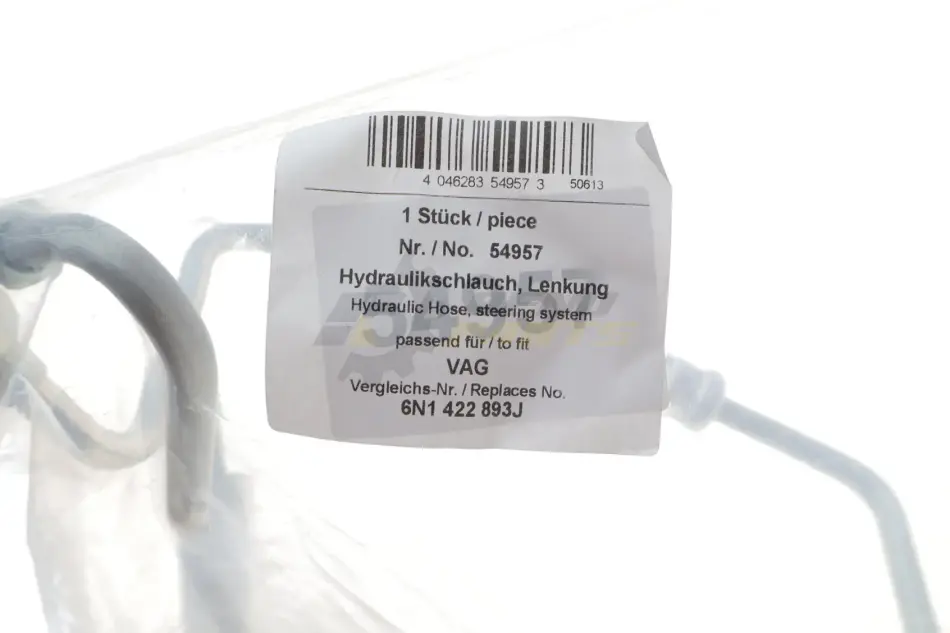 4 046283 54957 3 50613
1 Stück / piece
Nr. / No. 54957
Hydraulikschlauch, Lenkung
Hydraulic Hose, steering system
passend für / to fit
VAG
Vergleichs-Nr. / Replaces No.
6N1 422 893J